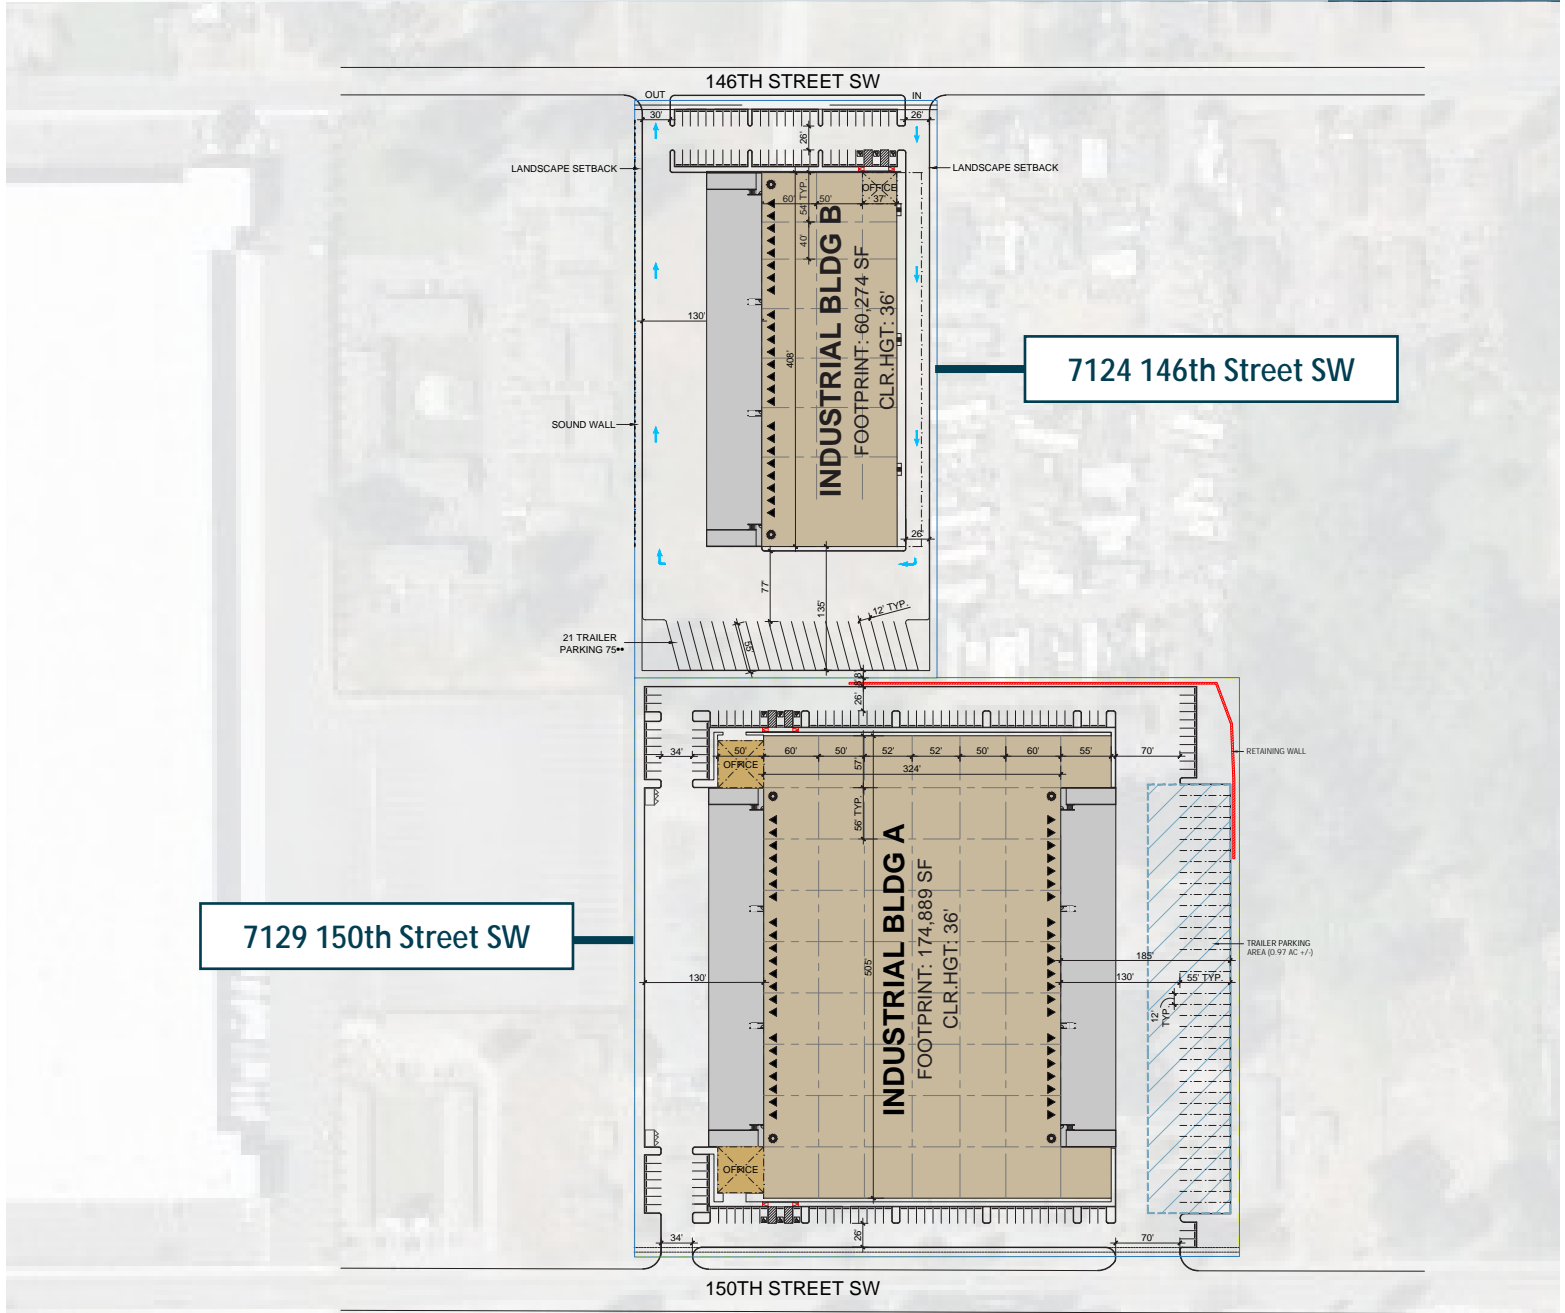 146TH STREET SW
OUT
IN
30'
26'
26'
LANDSCAPE SETBACK
LANDSCAPE SETBACK
OFFICE
60'
50'
37'
54' TYP.
40'
130'
408'
INDUSTRIAL BLDG B
FOOTPRINT: 60,274 SF
CLR.HGT: 36'
7124 146th Street SW
SOUND WALL
26'
77'
135'
12' TYP.
55'
21 TRAILER
PARKING 75••
8'
8'
26'
34'
50'
60'
50'
52'
52'
50'
60'
55'
70'
RETAINING WALL
OFFICE
57'
324'
56' TYP.
INDUSTRIAL BLDG A
FOOTPRINT: 174,889 SF
CLR.HGT: 36'
505'
7129 150th Street SW
TRAILER PARKING
AREA (0.97 AC +/-)
185'
130'
130'
55' TYP.
12'
TYP.
OFFICE
34'
26'
70'
150TH STREET SW